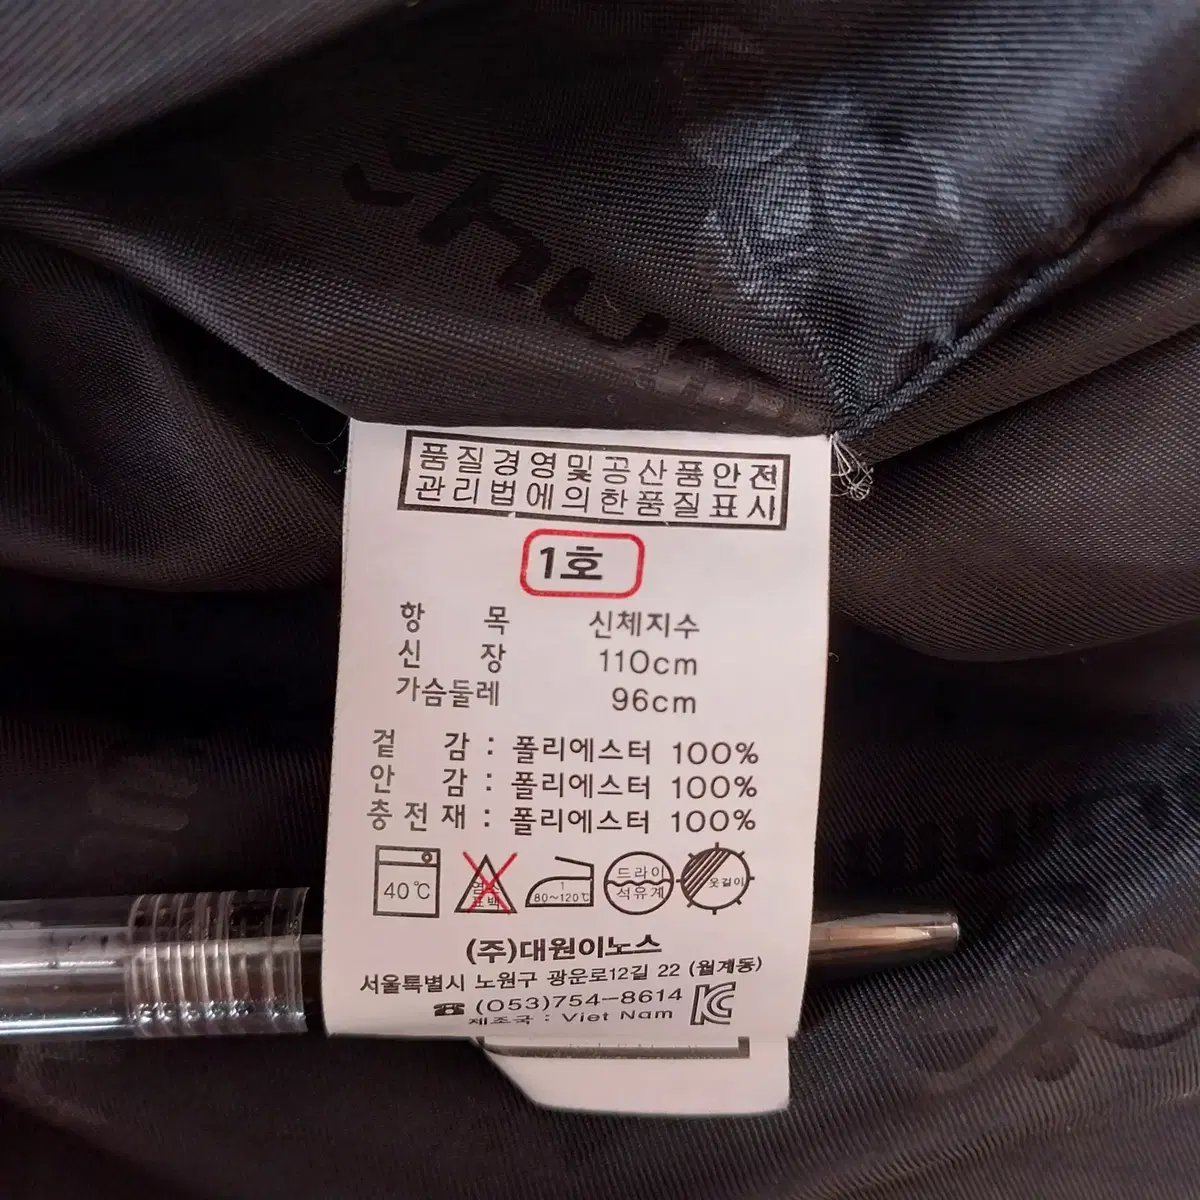 품질경영및공산품안전
관리법에의한품질표시
1호
항 목 신체지수
신 장 110cm
가슴둘레 96cm
겉 감 : 폴리에스터 100%
안 감 : 폴리에스터 100%
충전재 : 폴리에스터 100%
40℃
염소
표백
1
80~120℃
드라이
석유계
옷걸이
(주)대원이노스
서울특별시 노원구 광운로12길 22 (월계동)
☎ (053)754-8614
제조국 : Viet Nam